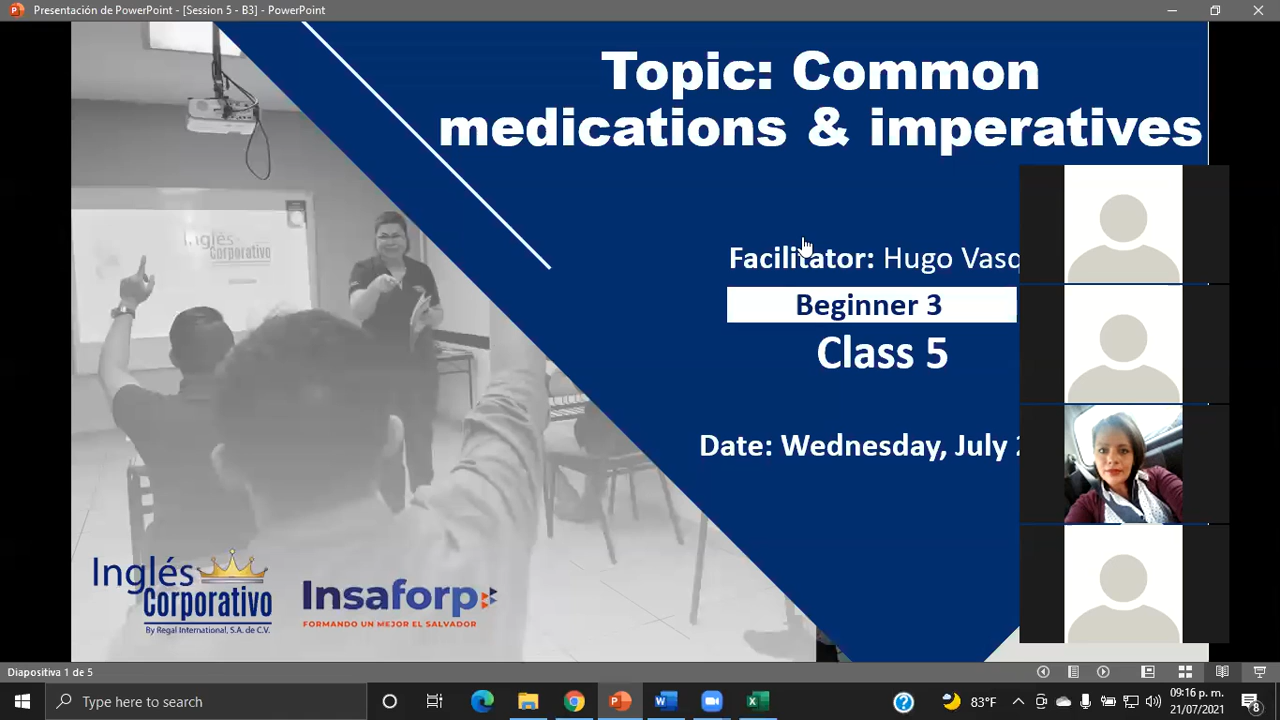 Presentación de PowerPoint - [Session 5 - B3] - PowerPoint
Topic: Common
medications & imperatives
Inglés
Corporativo
Facilitator: Hugo Vasq
Beginner 3
Class 5
Date: Wednesday, July 2
Inglés
Corporativo
By Regal International, S.A. de C.V.
Insaforp
FORMANDO UN MEJOR EL SALVADOR
Diapositiva 1 de 5
Type here to search
83°F
09:16 p. m.
21/07/2021
8